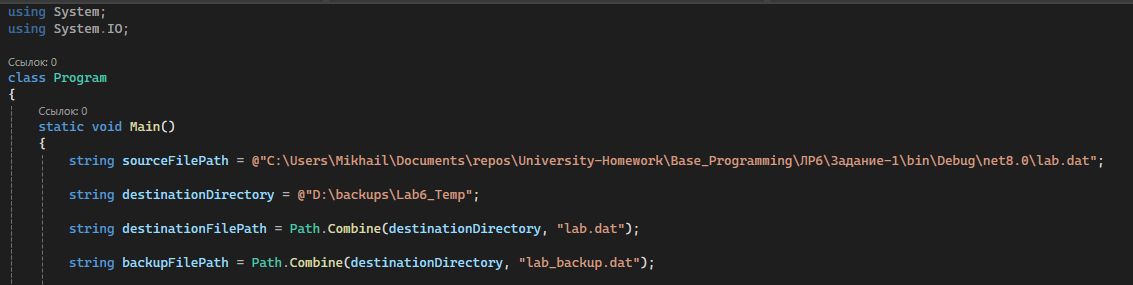 using System;
using System.IO;
Ссылок: 0
class Program
{
Ссылок: 0
static void Main()
{
string sourceFilePath = @"C:\Users\Mikhail\Documents\repos\University-Homework\Base_Programming\ЛР6\Задание-1\bin\Debug\net8.0\lab.dat";
string destinationDirectory = @"D:\backups\Lab6_Temp";
string destinationFilePath = Path.Combine(destinationDirectory, "lab.dat");
string backupFilePath = Path.Combine(destinationDirectory, "lab_backup.dat");